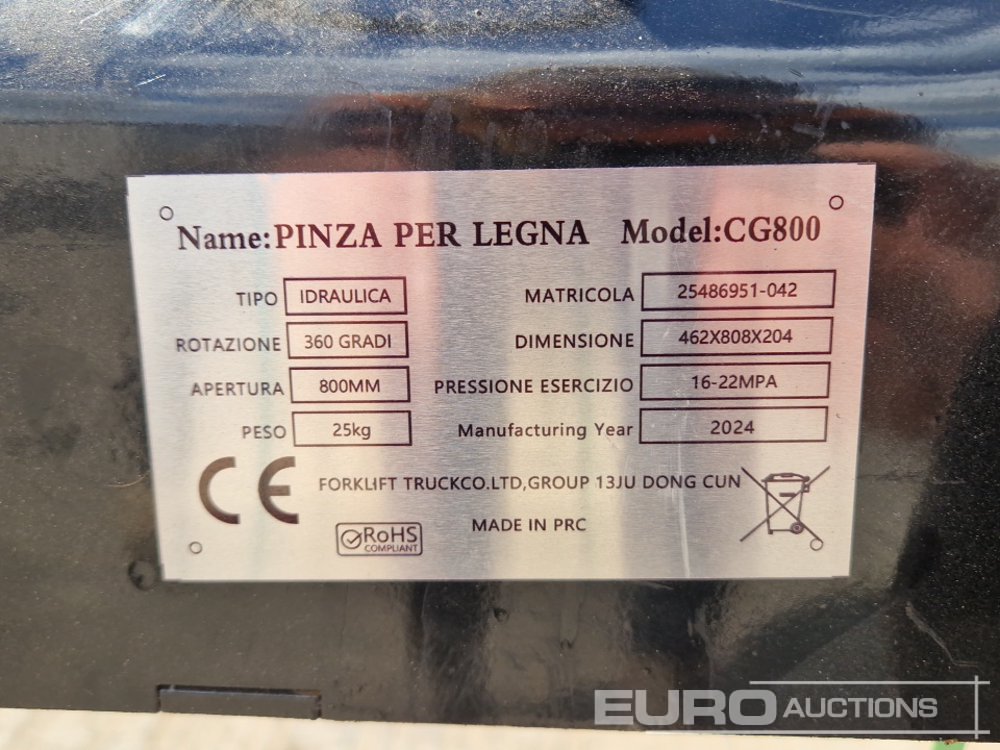 Name:PINZA PER LEGNA Model:CG800
TIPO IDRAULICA MATRICOLA 25486951-042
ROTAZIONE 360 GRADI DIMENSIONE 462X808X204
APERTURA 800MM PRESSIONE ESERCIZIO 16-22MPA
PESO 25kg Manufacturing Year 2024
CE FORKLIFT TRUCKCO.LTD,GROUP 13JU DONG CUN
RoHS
COMPLIANT
MADE IN PRC
EURO AUCTIONS